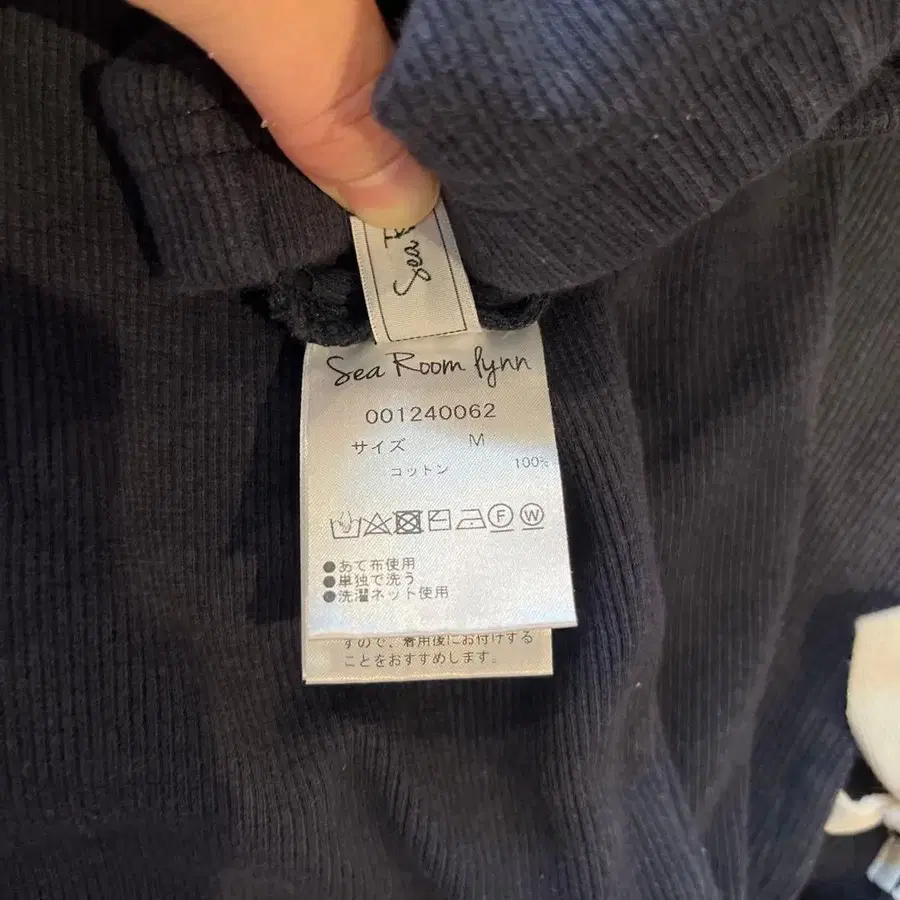 Sea
Sea Room lynn
001240062
サイズ M
コットン 100%
F W
●あて布使用
●単独で洗う
●洗濯ネット使用
すので、着用後にお付けする
ことをおすすめします。